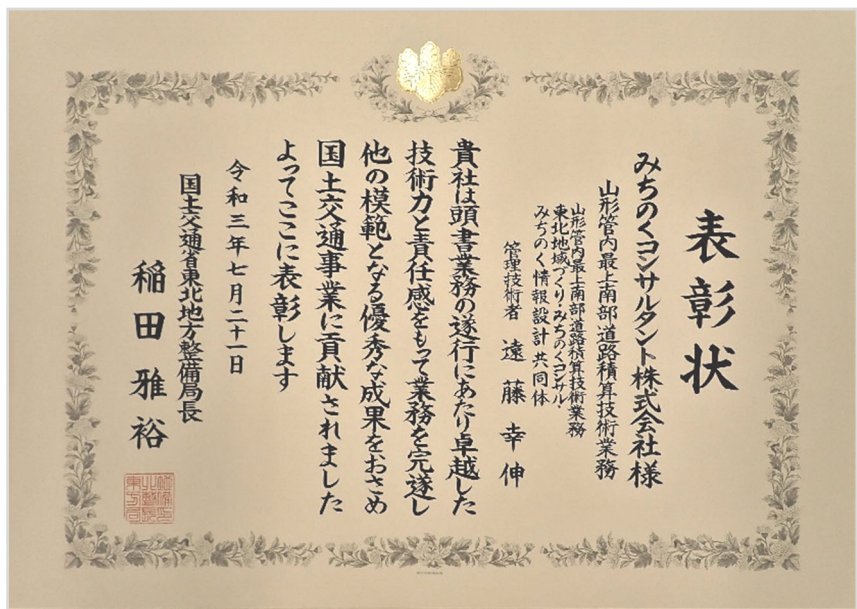 表彰状
みちのくコンサルタント株式会社様
山形管内最上南部道路積算技術業務
山形管内最上南部道路積算技術業務
東北地域づくり・みちのくコンサル・
みちのく情報設計 共同体
管理技術者 遠藤幸伸
貴社は頭書業務の遂行にあたり卓越した
技術力と責任感をもって業務を完遂し
他の模範となる優秀な成果をおさめ
国土交通事業に貢献されました
よってここに表彰します
令和三年七月二十一日
国土交通省東北地方整備局長
稲田雅裕